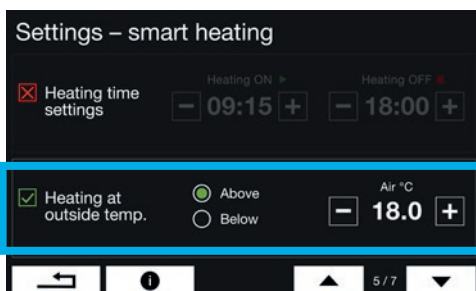 Settings – smart heating
Heating ON Heating OFF
Heating time
settings
– 09:15 + – 18:00 +
Heating at
outside temp.
Above
Below
Air °C
– 18.0 +
i
5/7